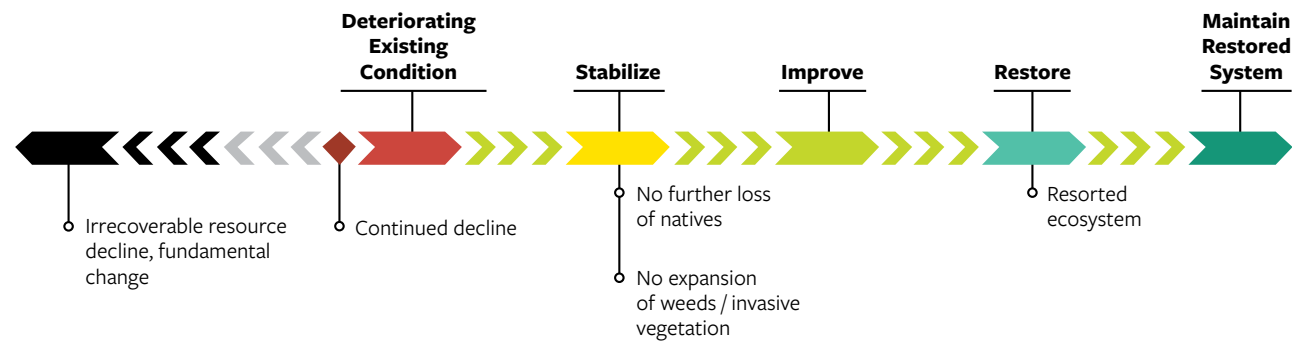 Deteriorating
Existing
Condition
Stabilize
Improve
Restore
Maintain
Restored
System
Irrecoverable resource
decline, fundamental
change
Continued decline
No further loss
of natives
No expansion
of weeds / invasive
vegetation
Resorted
ecosystem